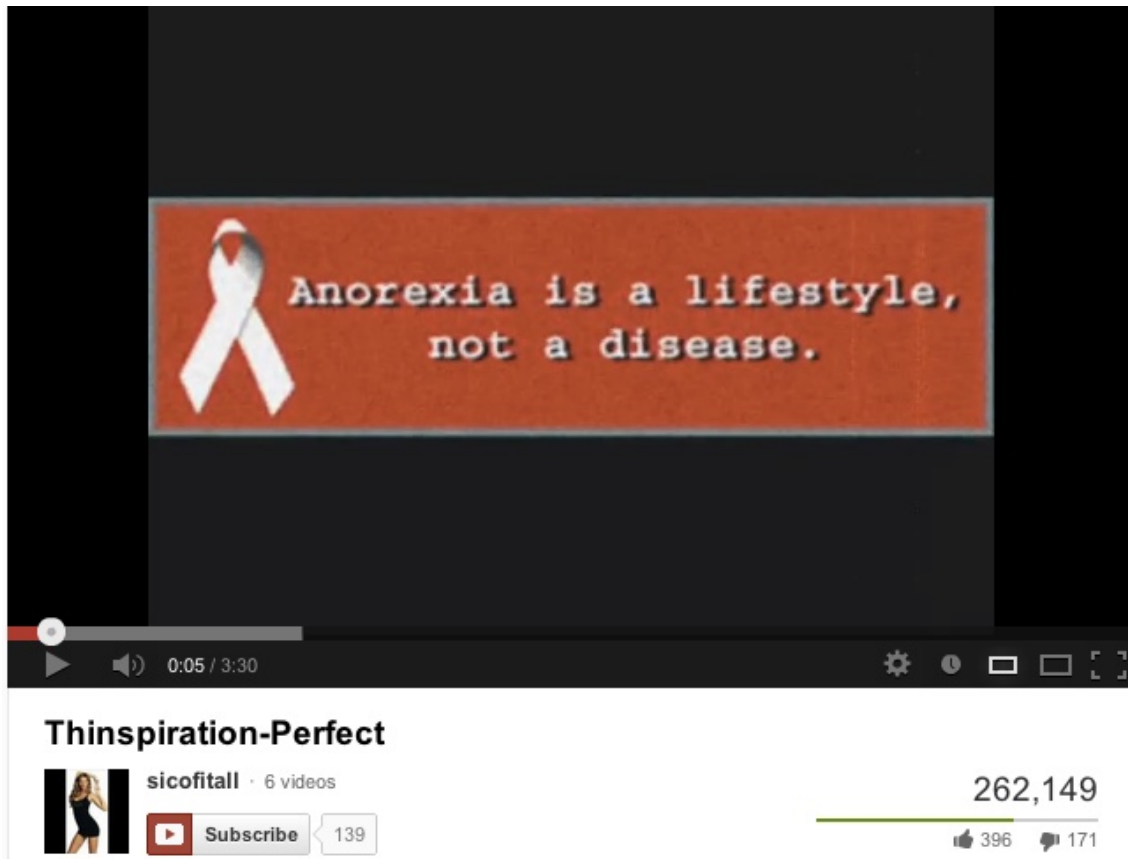 Anorexia is a lifestyle,
not a disease.
0:05 / 3:30
Thinspiration-Perfect
sicofitall · 6 videos
262,149
Subscribe 139
396 171